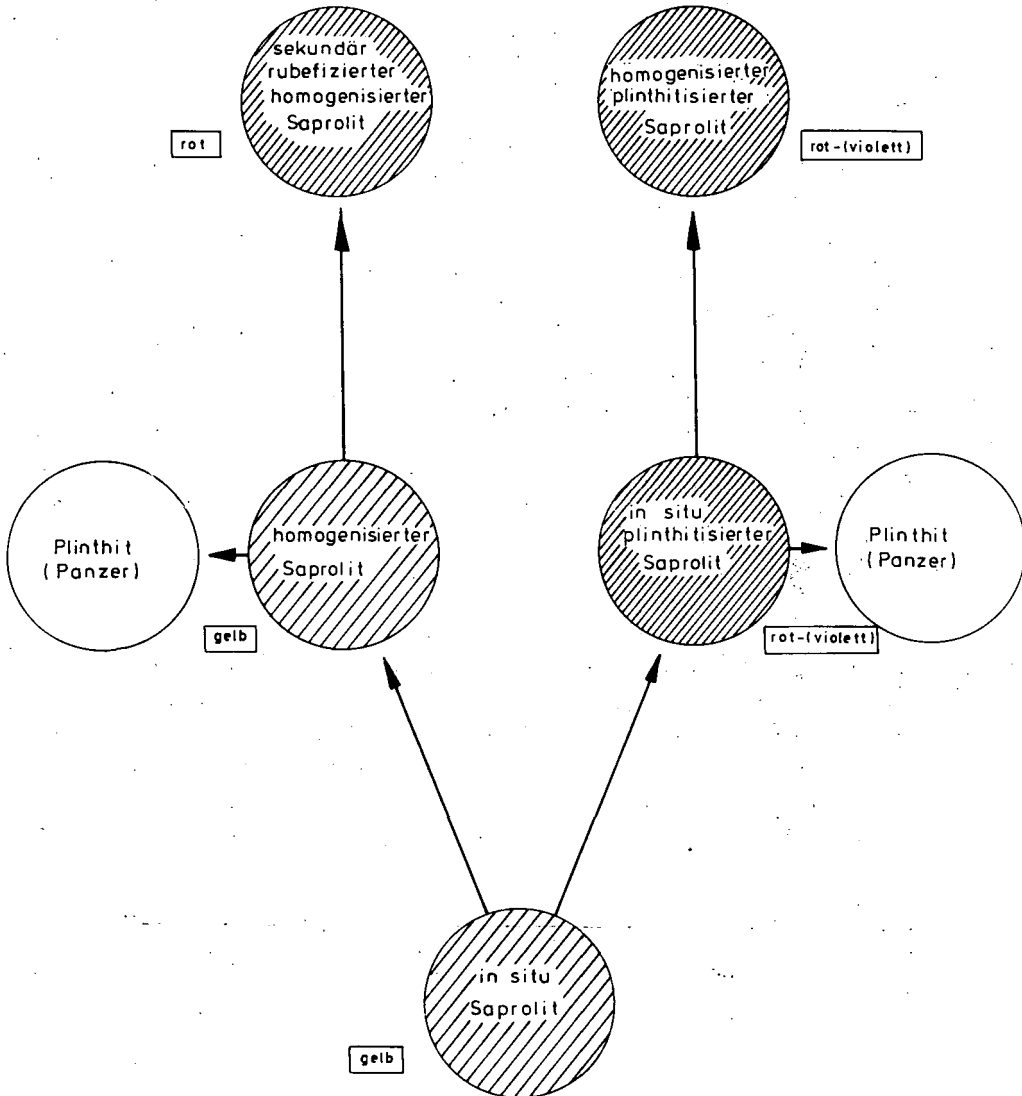 sekundär
rubefizierter
homogenisierter
Saprolit
rot
homogenisierter
plinthitisierter
Saprolit
rot-(violett)
Plinthit
(Panzer)
homogenisierter
Saprolit
gelb
in situ
plinthitisierter
Saprolit
rot-(violett)
Plinthit
(Panzer)
in situ
Saprolit
gelb